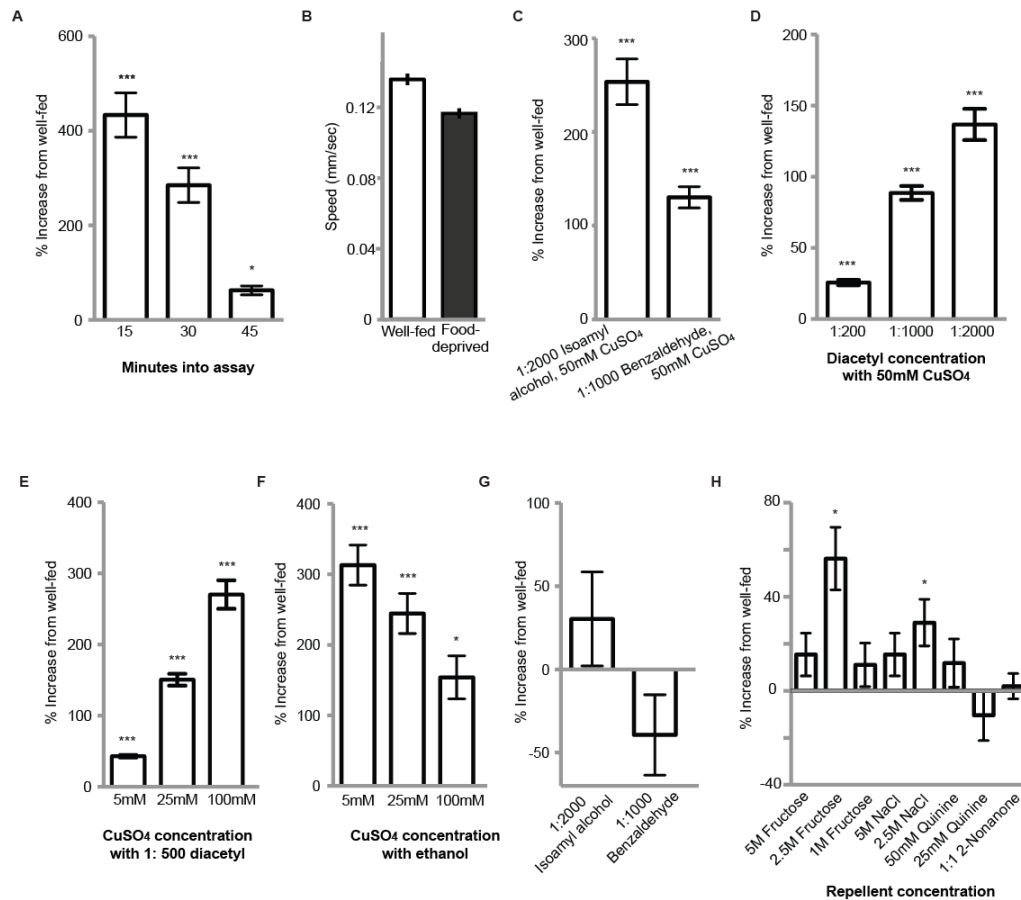 A
600
400
200
0
% Increase from well-fed
***
***
*
15 30 45
Minutes into assay
B
0.12
0.08
0.04
0
Speed (mm/sec)
Well-fed Food-
deprived
C
300
200
100
0
% Increase from well-fed
***
***
1:2000 Isoamyl
alcohol, 50mM CuSO4
1:1000 Benzaldehyde,
50mM CuSO4
D
200
150
100
50
0
% Increase from well-fed
***
***
***
1:200 1:1000 1:2000
Diacetyl concentration
with 50mM CuSO4
E
400
300
200
100
0
% Increase from well-fed
***
***
***
5mM 25mM 100mM
CuSO4 concentration
with 1: 500 diacetyl
F
400
300
200
100
0
% Increase from well-fed
***
***
*
5mM 25mM 100mM
CuSO4 concentration
with ethanol
G
100
50
0
-50
% Increase from well-fed
1:2000
Isoamyl alcohol
1:1000
Benzaldehyde
H
80
40
0
-40
% Increase from well-fed
*
*
5M Fructose
2.5M Fructose
1M Fructose
5M NaCl
2.5M NaCl
50mM Quinine
25mM Quinine
1:1 2-Nonanone
Repellent concentration